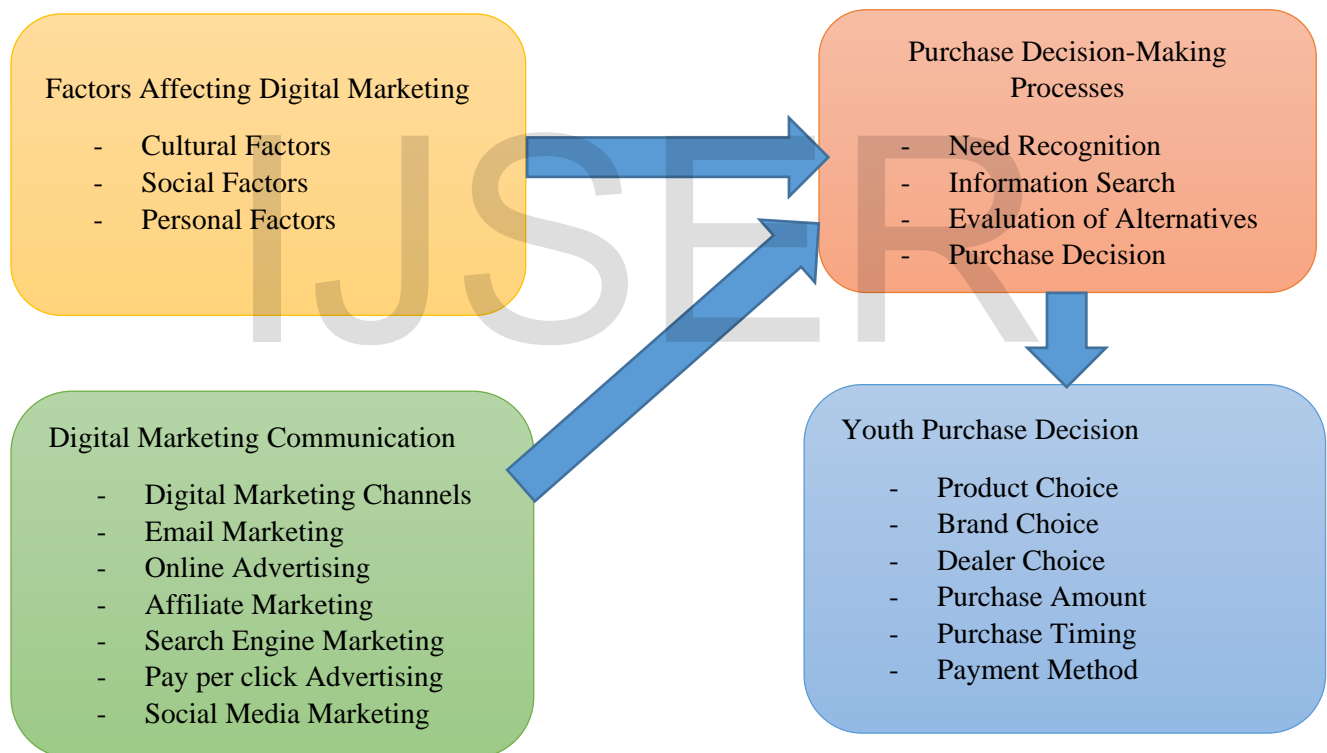 Factors Affecting Digital Marketing
- Cultural Factors
- Social Factors
- Personal Factors
Purchase Decision-Making
Processes
- Need Recognition
- Information Search
- Evaluation of Alternatives
- Purchase Decision
IJSER
Digital Marketing Communication
- Digital Marketing Channels
- Email Marketing
- Online Advertising
- Affiliate Marketing
- Search Engine Marketing
- Pay per click Advertising
- Social Media Marketing
Youth Purchase Decision
- Product Choice
- Brand Choice
- Dealer Choice
- Purchase Amount
- Purchase Timing
- Payment Method